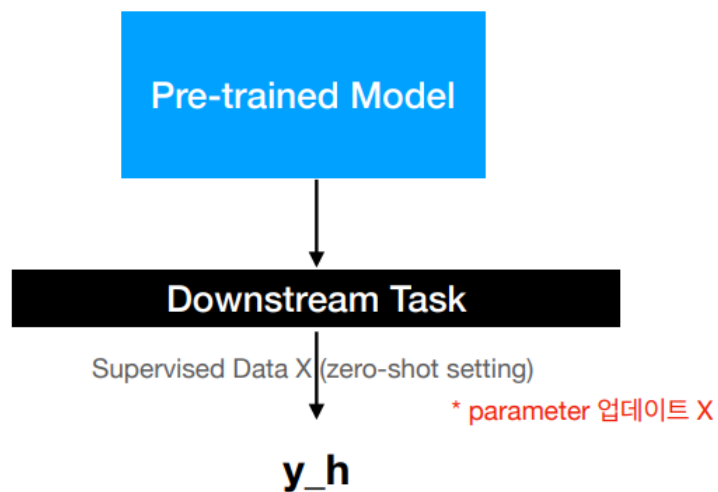 Pre-trained Model
Downstream Task
Supervised Data X (zero-shot setting)
* parameter 업데이트 X
y_h